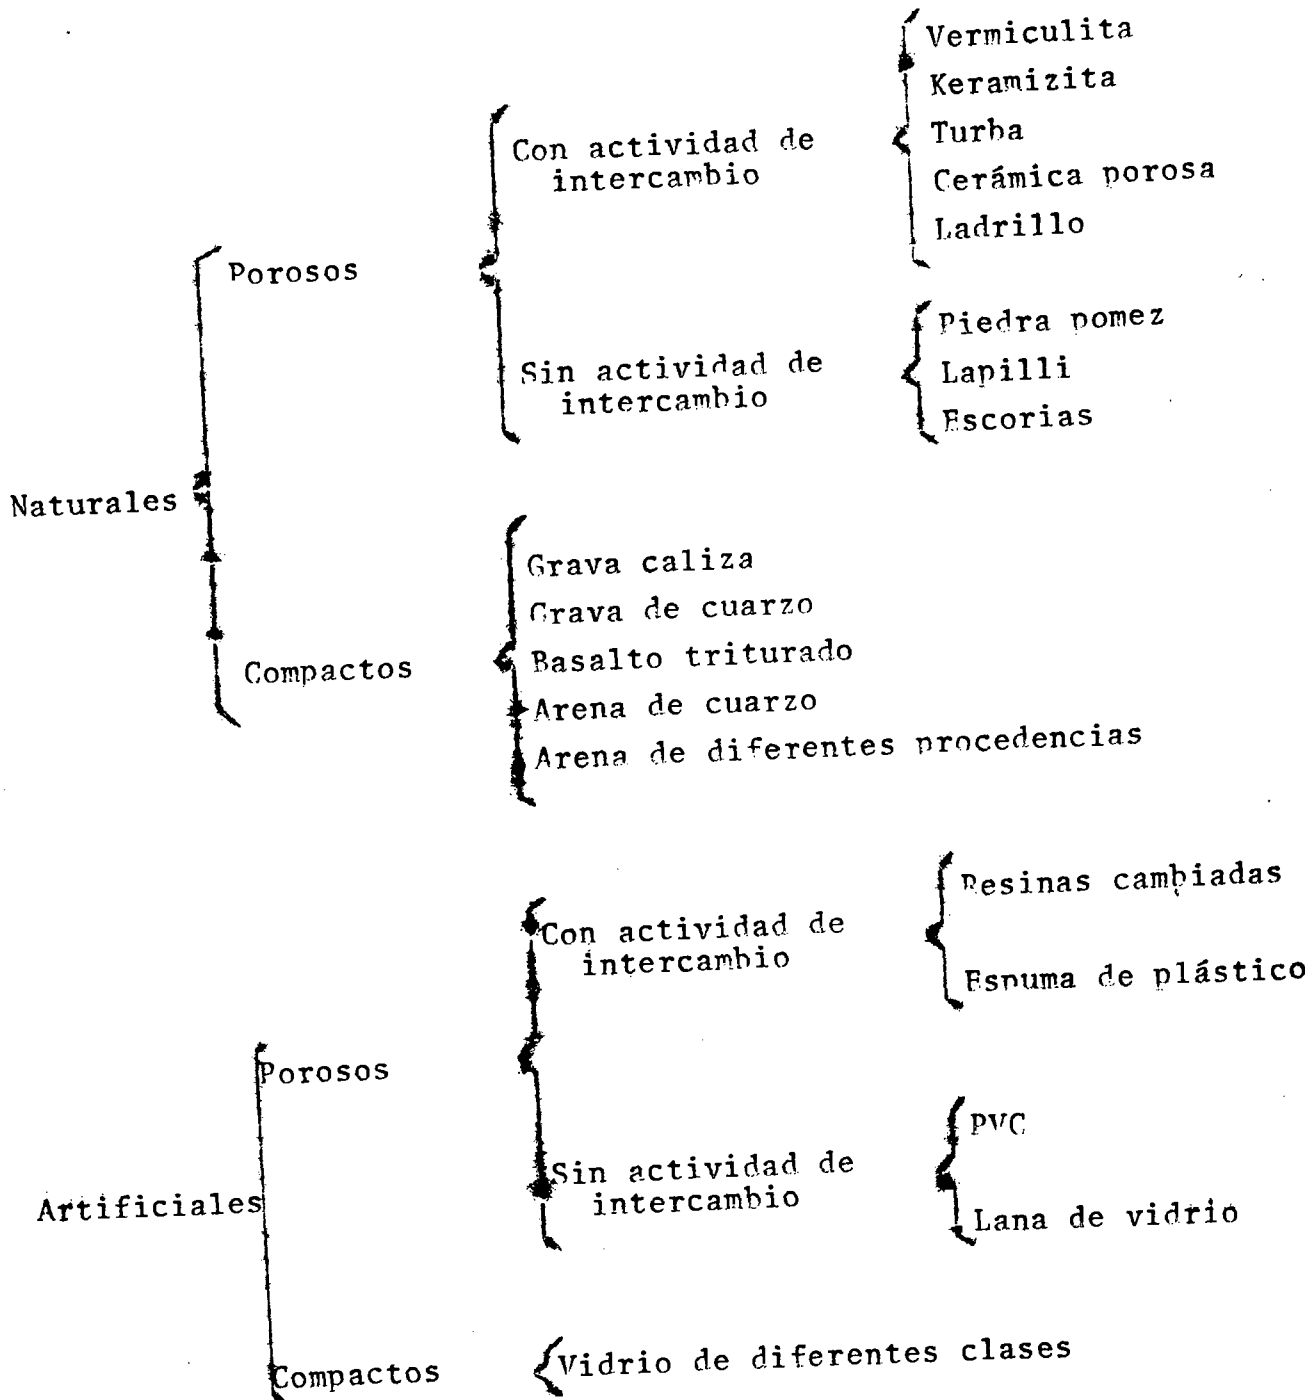 Naturales
Porosos
Con actividad de
intercambio
Vermiculita
Keramizita
Turba
Cerámica porosa
Ladrillo
Sin actividad de
intercambio
Piedra pomez
Lapilli
Escorias
Compactos
Grava caliza
Grava de cuarzo
Basalto triturado
Arena de cuarzo
Arena de diferentes procedencias
Artificiales
Porosos
Con actividad de
intercambio
Resinas cambiadas
Espuma de plástico
Sin actividad de
intercambio
PVC
Lana de vidrio
Compactos
Vidrio de diferentes clases